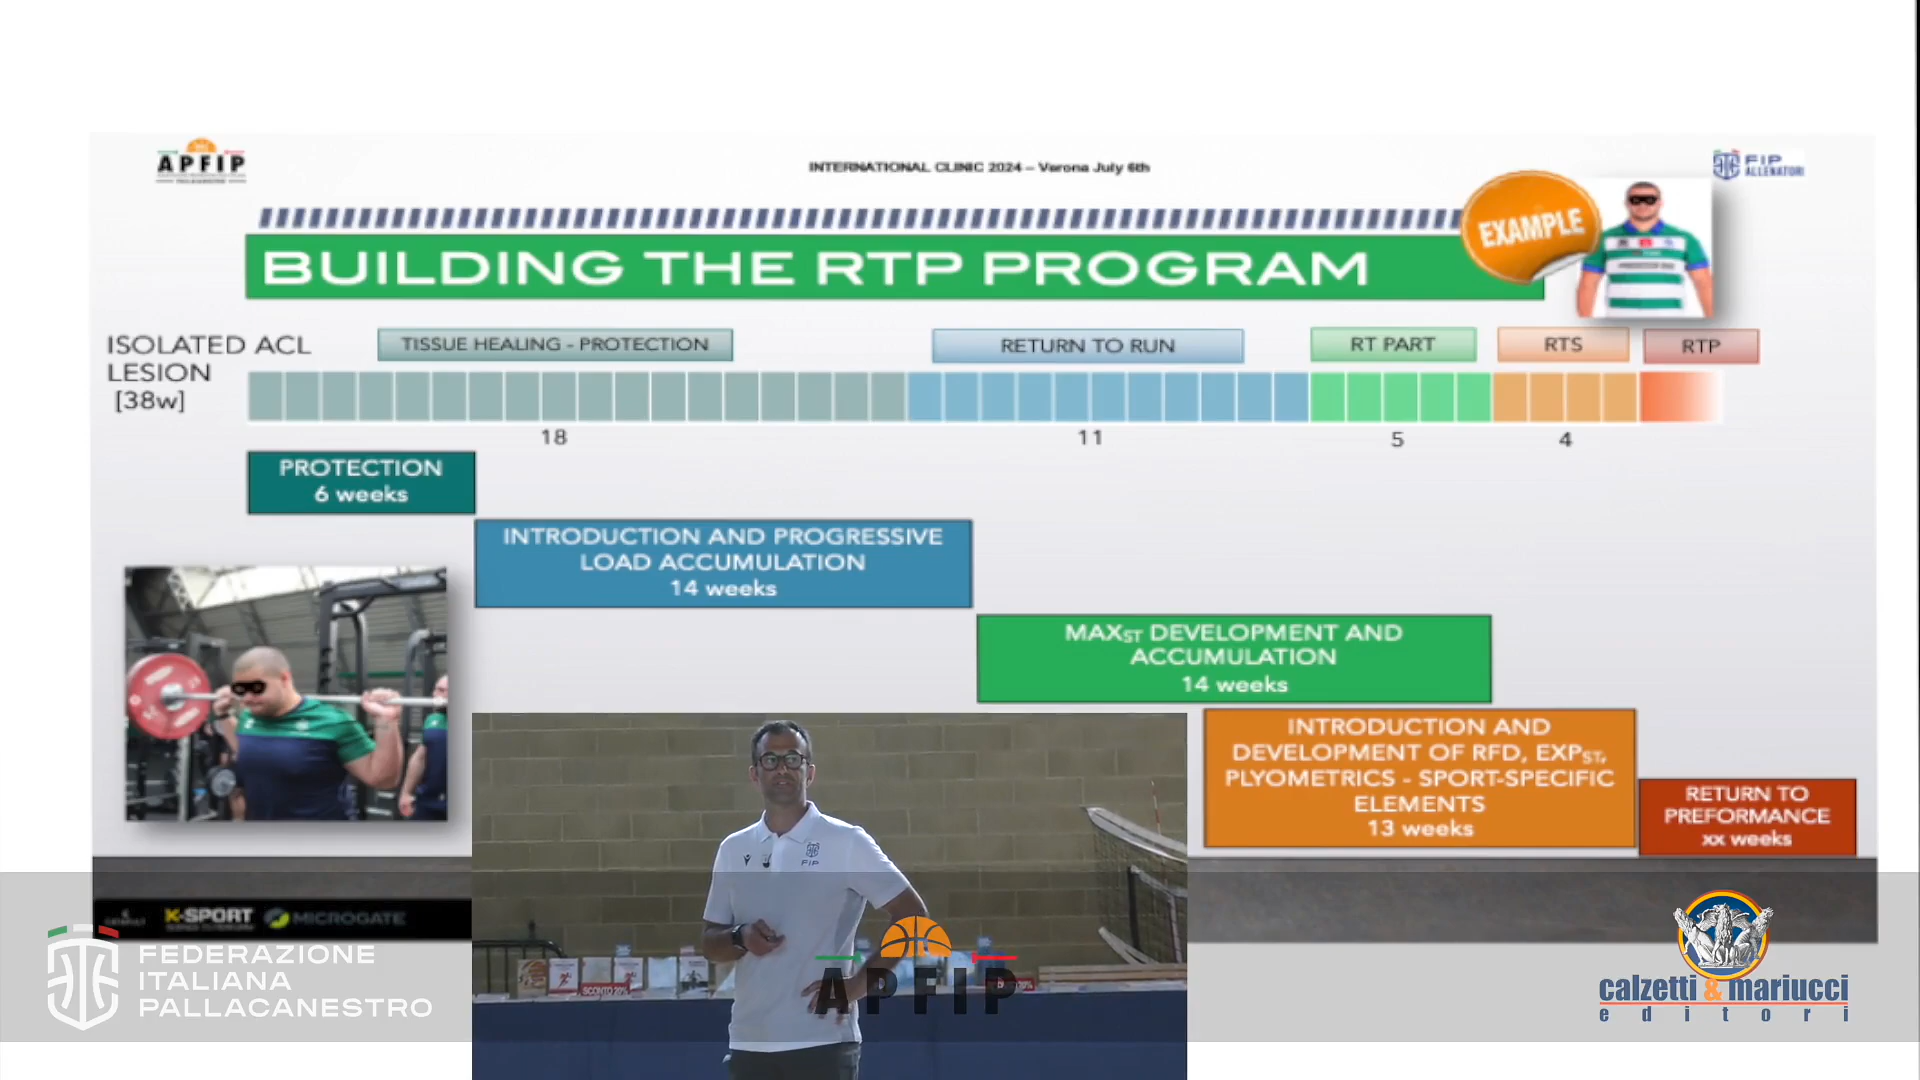 APFIP
INTERNATIONAL CLINIC 2024 – Verona July 6th
FIP
ALLENATORI
EXAMPLE
BUILDING THE RTP PROGRAM
ISOLATED ACL
LESION
[38w]
TISSUE HEALING - PROTECTION
RETURN TO RUN
RT PART
RTS
RTP
18
11
5
4
PROTECTION
6 weeks
INTRODUCTION AND PROGRESSIVE
LOAD ACCUMULATION
14 weeks
MAXST DEVELOPMENT AND
ACCUMULATION
14 weeks
INTRODUCTION AND
DEVELOPMENT OF RFD, EXPST,
PLYOMETRICS - SPORT-SPECIFIC
ELEMENTS
13 weeks
RETURN TO
PREFORMANCE
xx weeks
K-SPORT
MICROGATE
FIP
SCONTO 20%
APFIP
FEDERAZIONE
ITALIANA
PALLACANESTRO
calzetti & mariucci
editori